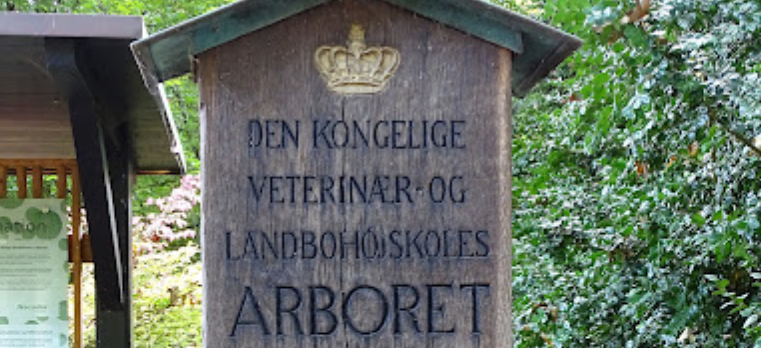 DEN KONGELIGE
VETERINÆR-OG
LANDBOHØJSKOLES
ARBORET